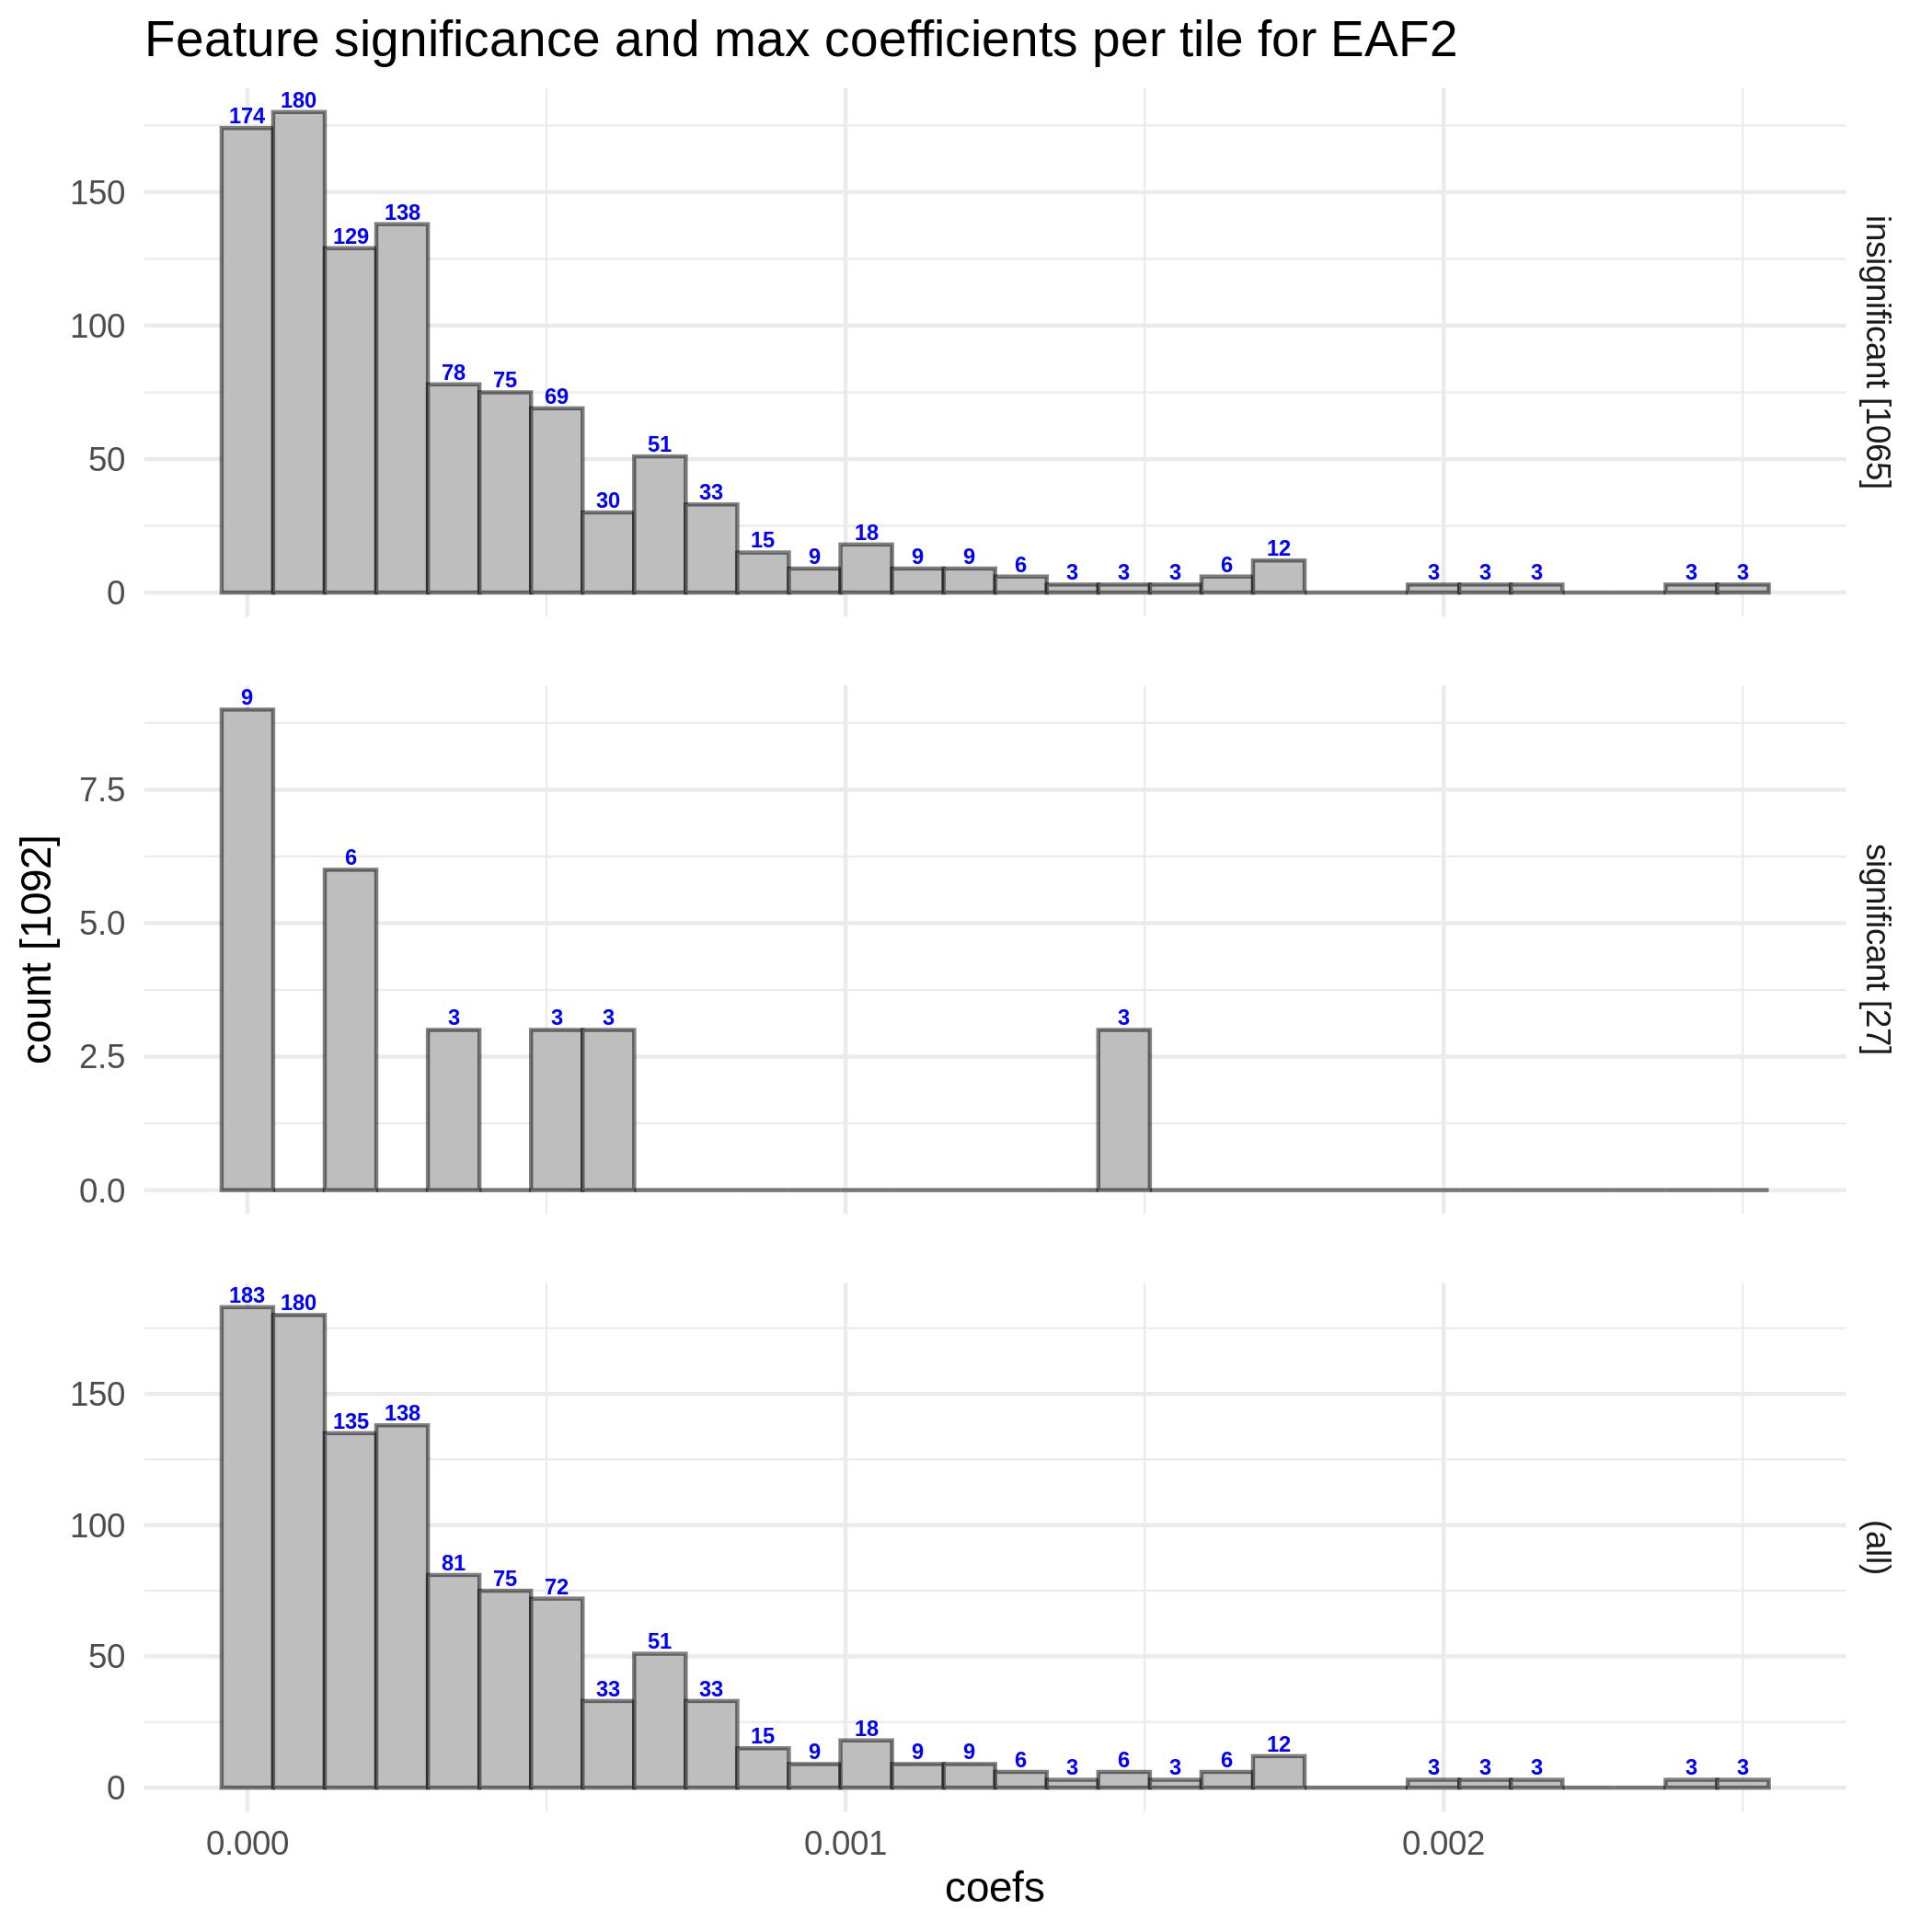 Feature significance and max coefficients per tile for EAF2
174 180 129 138 78 75 69 30 51 33 15 9 18 9 9 6 3 3 3 6 12 3 3 3 3 3
150
100
50
0
insignificant [1065]
9 6 3 3 3 3
7.5
5.0
2.5
0.0
significant [27]
count [1092]
183 180 135 138 81 75 72 33 51 33 15 9 18 9 9 6 3 6 3 6 12 3 3 3 3 3
150
100
50
0
(all)
0.000 0.001 0.002
coefs